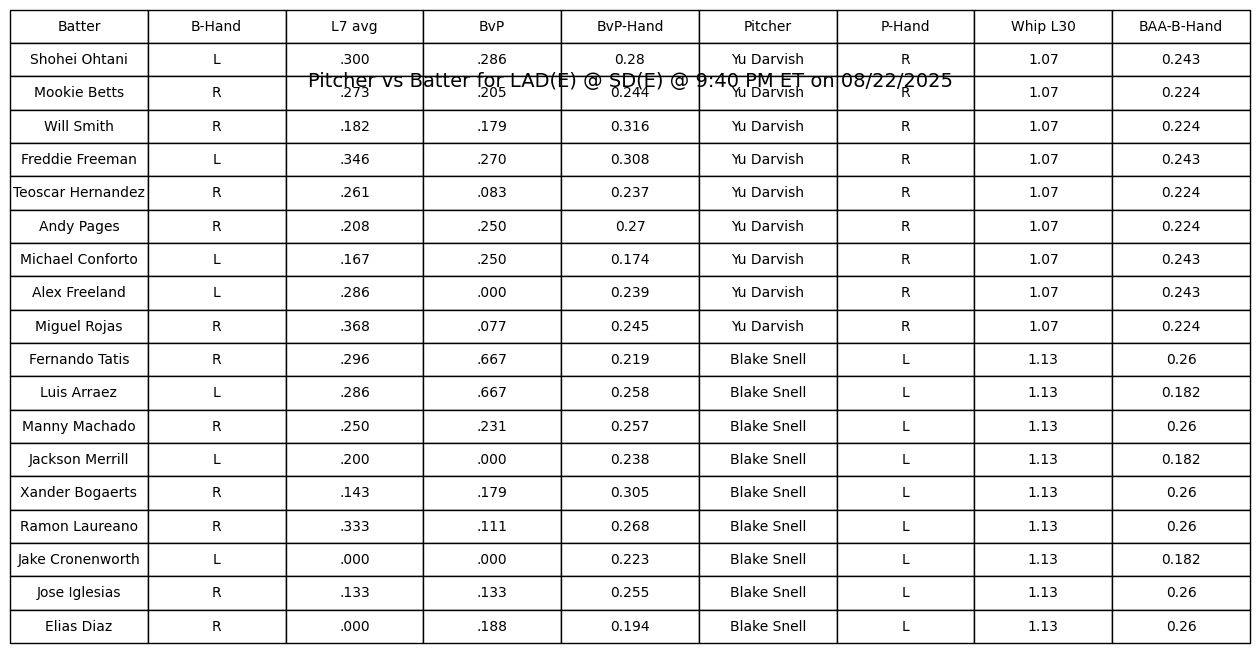 Batter B-Hand L7 avg BvP BvP-Hand Pitcher P-Hand Whip L30 BAA-B-Hand
Shohei Ohtani L .300 .286 0.28 Yu Darvish R 1.07 0.243
Pitcher vs Batter for LAD(E) @ SD(E) @ 9:40 PM ET on 08/22/2025
Mookie Betts R .273 .205 0.244 Yu Darvish R 1.07 0.224
Will Smith R .182 .179 0.316 Yu Darvish R 1.07 0.224
Freddie Freeman L .346 .270 0.308 Yu Darvish R 1.07 0.243
Teoscar Hernandez R .261 .083 0.237 Yu Darvish R 1.07 0.224
Andy Pages R .208 .250 0.27 Yu Darvish R 1.07 0.224
Michael Conforto L .167 .250 0.174 Yu Darvish R 1.07 0.243
Alex Freeland L .286 .000 0.239 Yu Darvish R 1.07 0.243
Miguel Rojas R .368 .077 0.245 Yu Darvish R 1.07 0.224
Fernando Tatis R .296 .667 0.219 Blake Snell L 1.13 0.26
Luis Arraez L .286 .667 0.258 Blake Snell L 1.13 0.182
Manny Machado R .250 .231 0.257 Blake Snell L 1.13 0.26
Jackson Merrill L .200 .000 0.238 Blake Snell L 1.13 0.182
Xander Bogaerts R .143 .179 0.305 Blake Snell L 1.13 0.26
Ramon Laureano R .333 .111 0.268 Blake Snell L 1.13 0.26
Jake Cronenworth L .000 .000 0.223 Blake Snell L 1.13 0.182
Jose Iglesias R .133 .133 0.255 Blake Snell L 1.13 0.26
Elias Diaz R .000 .188 0.194 Blake Snell L 1.13 0.26